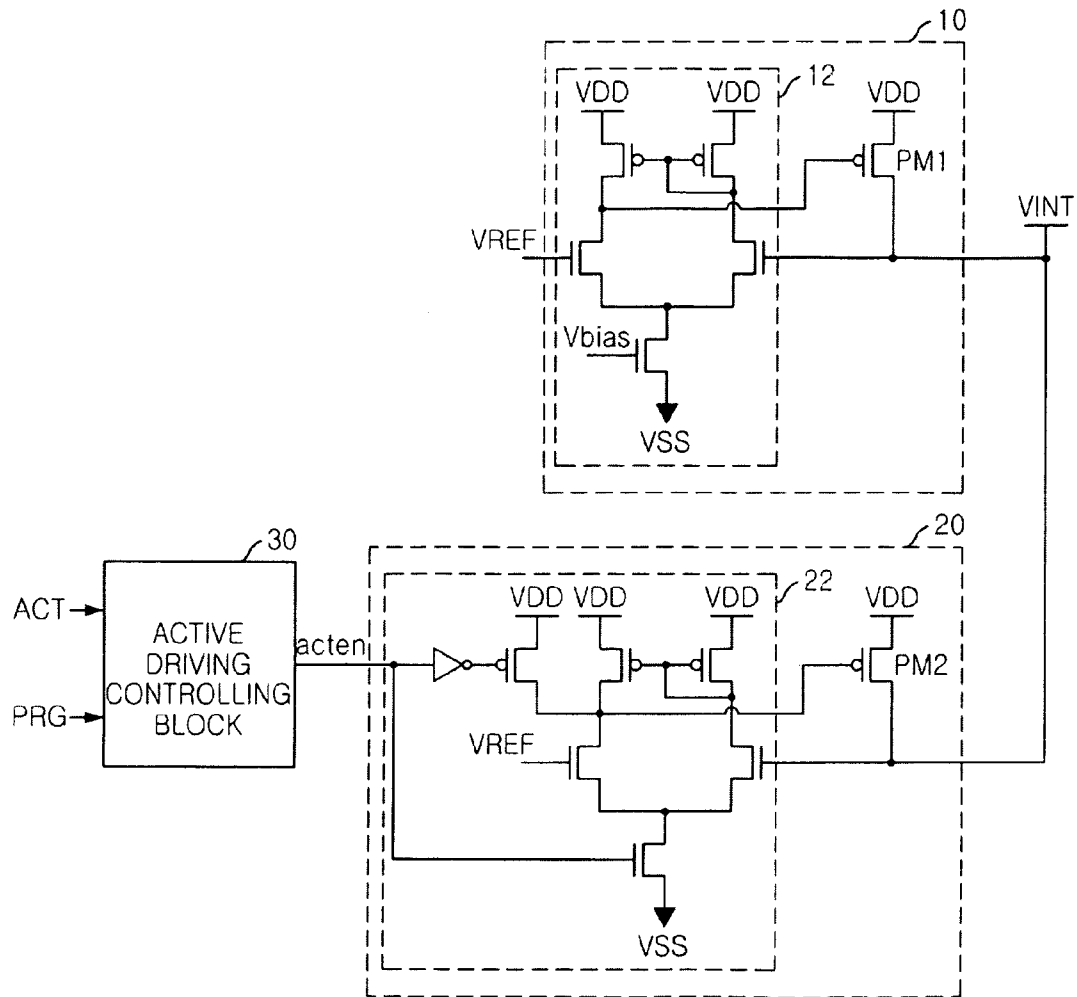 10
12
VDD VDD VDD
PM1
VINT
VREF
Vbias
VSS
20
30
22
ACT
VDD VDD VDD VDD
ACTIVE
DRIVING
CONTROLLING
BLOCK
acten
PM2
PRG
VREF
VSS